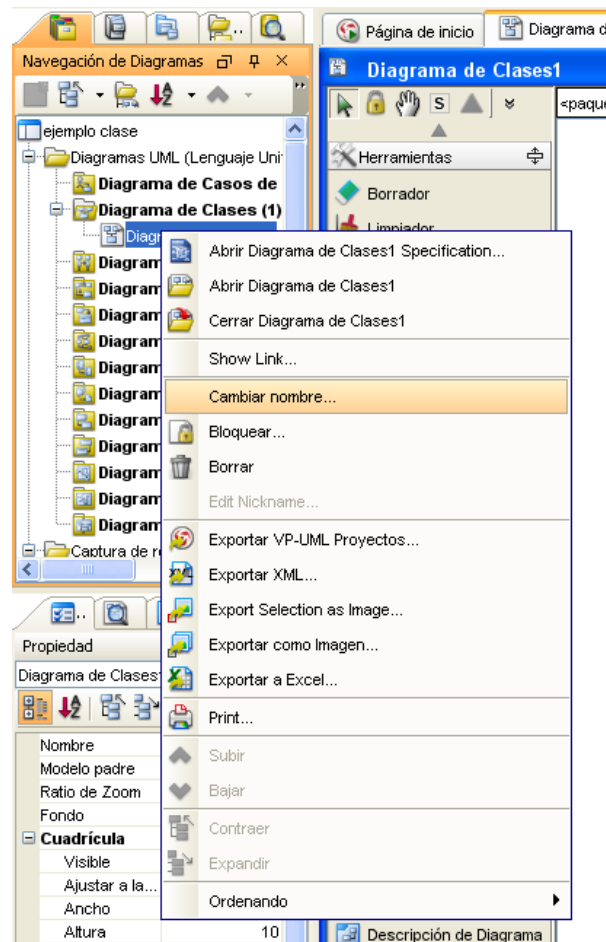 Página de inicio
Diagrama d
Navegación de Diagramas
Diagrama de Clases1
S
<paque
ejemplo clase
Diagramas UML (Lenguaje Uni
Diagrama de Casos de
Diagrama de Clases (1)
Diagr
Diagram
Diagram
Diagram
Diagram
Diagram
Diagram
Diagram
Diagram
Diagram
Diagram
Diagram
Captura de r
Herramientas
Borrador
Limpiador
Abrir Diagrama de Clases1 Specification...
Abrir Diagrama de Clases1
Cerrar Diagrama de Clases1
Show Link...
Cambiar nombre...
Bloquear...
Borrar
Edit Nickname...
Exportar VP-UML Proyectos...
Exportar XML...
Export Selection as Image...
Exportar como Imagen...
Exportar a Excel...
Print...
Subir
Bajar
Contraer
Expandir
Ordenando
Propiedad
Diagrama de Clases
Nombre
Modelo padre
Ratio de Zoom
Fondo
Cuadrícula
Visible
Ajustar a la...
Ancho
Altura
10
Descripción de Diagrama